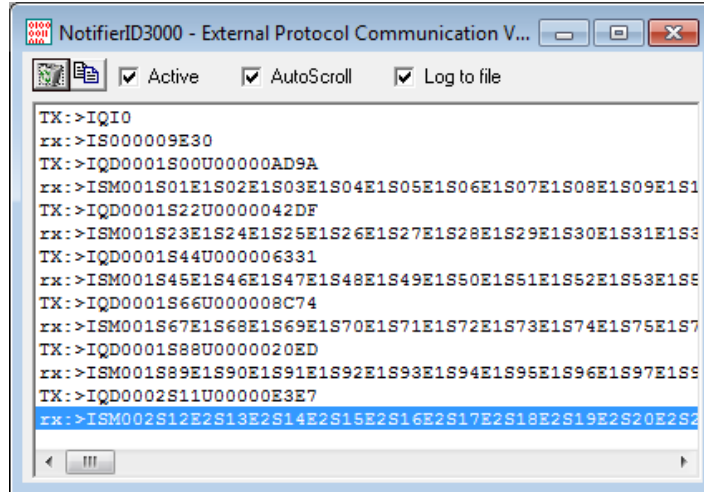 NotifierID3000 - External Protocol Communication V...
Active AutoScroll Log to file
TX:>IQI0
rx:>IS000009E30
TX:>IQD0001S00U00000AD9A
rx:>ISM001S01E1S02E1S03E1S04E1S05E1S06E1S07E1S08E1S09E1S1
TX:>IQD0001S22U0000042DF
rx:>ISM001S23E1S24E1S25E1S26E1S27E1S28E1S29E1S30E1S31E1S3
TX:>IQD0001S44U000006331
rx:>ISM001S45E1S46E1S47E1S48E1S49E1S50E1S51E1S52E1S53E1S5
TX:>IQD0001S66U000008C74
rx:>ISM001S67E1S68E1S69E1S70E1S71E1S72E1S73E1S74E1S75E1S7
TX:>IQD0001S88U0000020ED
rx:>ISM001S89E1S90E1S91E1S92E1S93E1S94E1S95E1S96E1S97E1S9
TX:>IQD0002S11U00000E3E7
rx:>ISM002S12E2S13E2S14E2S15E2S16E2S17E2S18E2S19E2S20E2S2